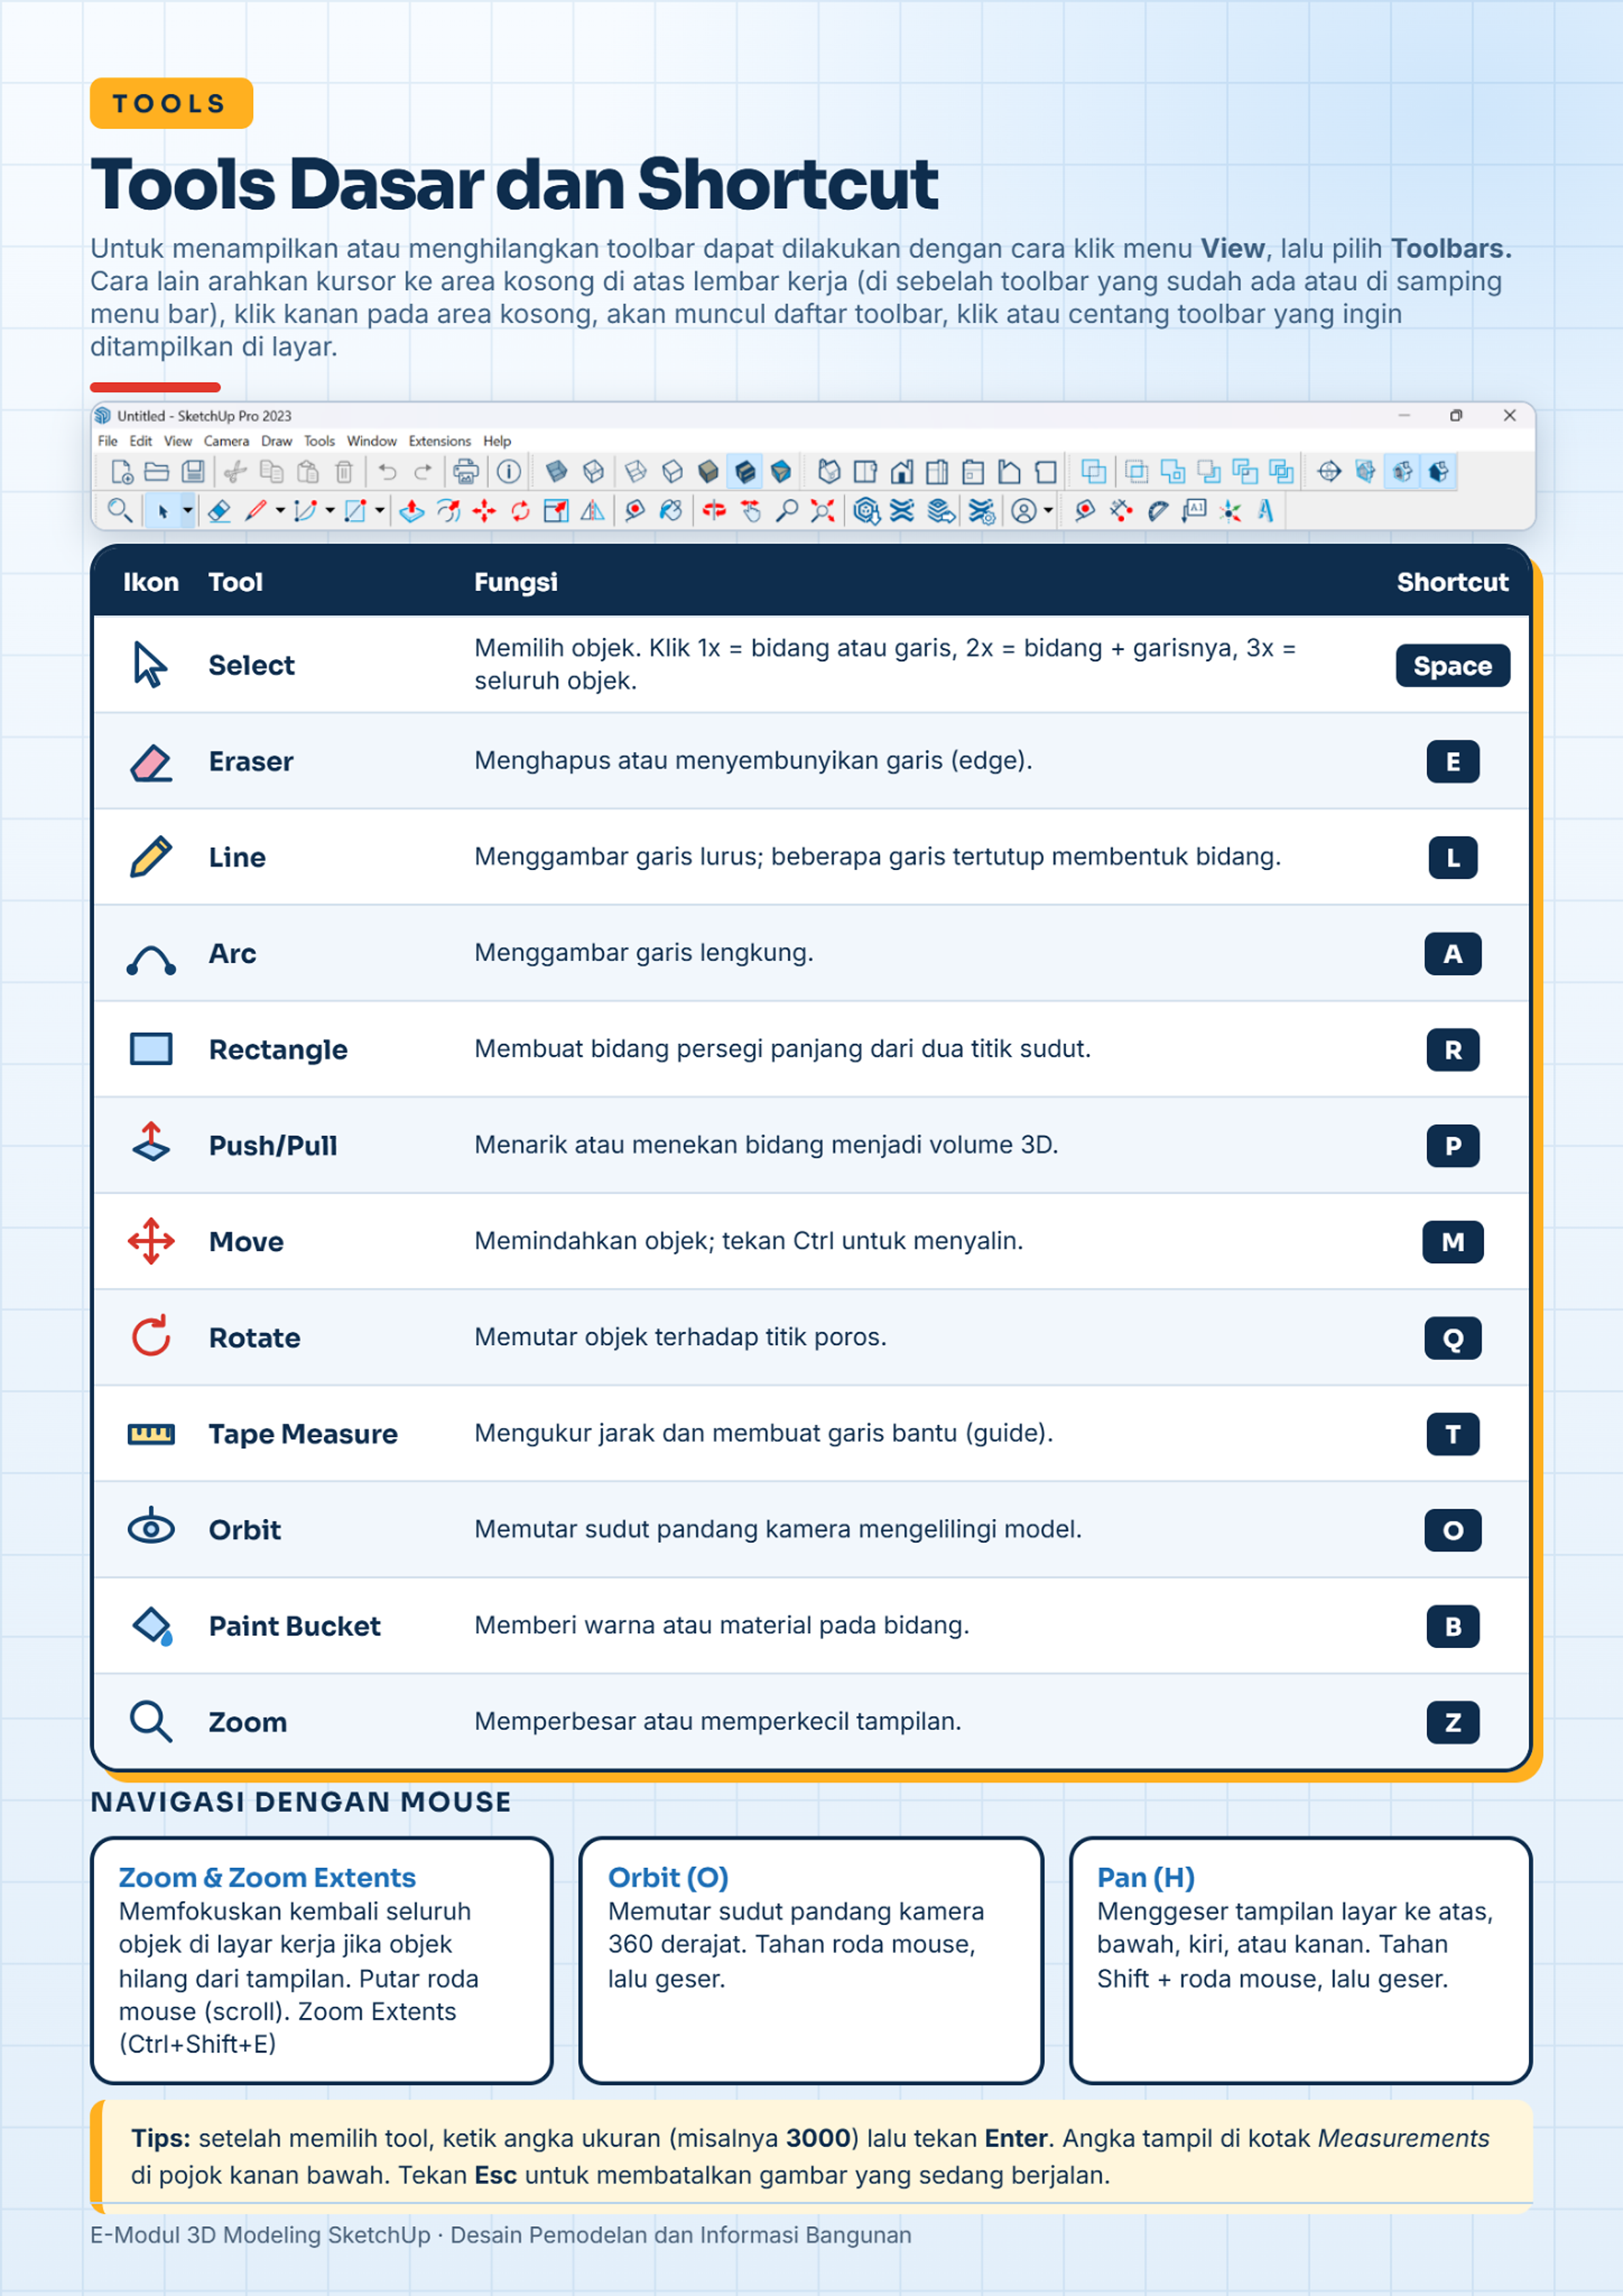 TOOLS
Tools Dasar dan Shortcut
Untuk menampilkan atau menghilangkan toolbar dapat dilakukan dengan cara klik menu View, lalu pilih Toolbars.
Cara lain arahkan kursor ke area kosong di atas lembar kerja (di sebelah toolbar yang sudah ada atau di samping
menu bar), klik kanan pada area kosong, akan muncul daftar toolbar, klik atau centang toolbar yang ingin
ditampilkan di layar.
Untitled - SketchUp Pro 2023
File Edit View Camera Draw Tools Window Extensions Help
A1
Ikon Tool Fungsi Shortcut
Select Memilih objek. Klik 1x = bidang atau garis, 2x = bidang + garisnya, 3x = Space
seluruh objek.
Eraser Menghapus atau menyembunyikan garis (edge). E
Line Menggambar garis lurus; beberapa garis tertutup membentuk bidang. L
Arc Menggambar garis lengkung. A
Rectangle Membuat bidang persegi panjang dari dua titik sudut. R
Push/Pull Menarik atau menekan bidang menjadi volume 3D. P
Move Memindahkan objek; tekan Ctrl untuk menyalin. M
Rotate Memutar objek terhadap titik poros. Q
Tape Measure Mengukur jarak dan membuat garis bantu (guide). T
Orbit Memutar sudut pandang kamera mengelilingi model. O
Paint Bucket Memberi warna atau material pada bidang. B
Zoom Memperbesar atau memperkecil tampilan. Z
NAVIGASI DENGAN MOUSE
Zoom & Zoom Extents
Memfokuskan kembali seluruh
objek di layar kerja jika objek
hilang dari tampilan. Putar roda
mouse (scroll). Zoom Extents
(Ctrl+Shift+E)
Orbit (O)
Memutar sudut pandang kamera
360 derajat. Tahan roda mouse,
lalu geser.
Pan (H)
Menggeser tampilan layar ke atas,
bawah, kiri, atau kanan. Tahan
Shift + roda mouse, lalu geser.
Tips: setelah memilih tool, ketik angka ukuran (misalnya 3000) lalu tekan Enter. Angka tampil di kotak Measurements
di pojok kanan bawah. Tekan Esc untuk membatalkan gambar yang sedang berjalan.
E-Modul 3D Modeling SketchUp · Desain Pemodelan dan Informasi Bangunan